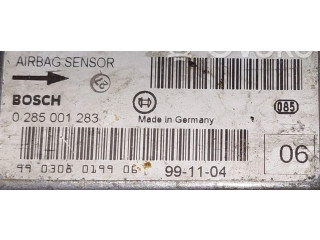 AIRBAG SENSOR
BOSCH
0 285 001 283
Made in Germany
085
99 0308 0199 06
99-11-04
06